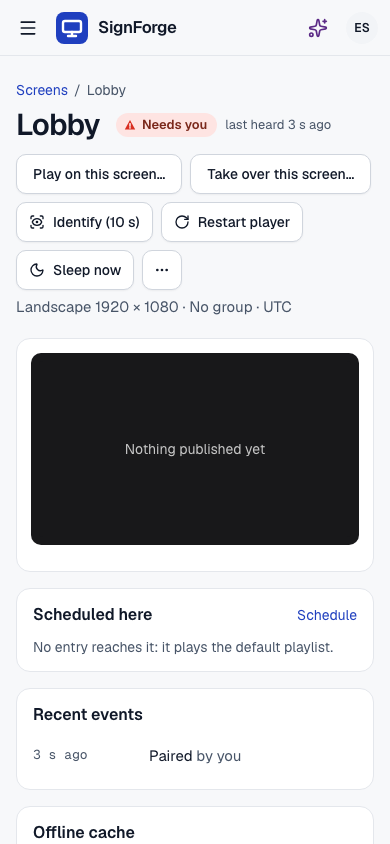 SignForge
ES
Screens / Lobby
Lobby
Needs you
last heard 3 s ago
Play on this screen...
Take over this screen...
Identify (10 s)
Restart player
Sleep now
...
Landscape 1920 × 1080 · No group · UTC
Nothing published yet
Scheduled here
Schedule
No entry reaches it: it plays the default playlist.
Recent events
3 s ago
Paired by you
Offline cache